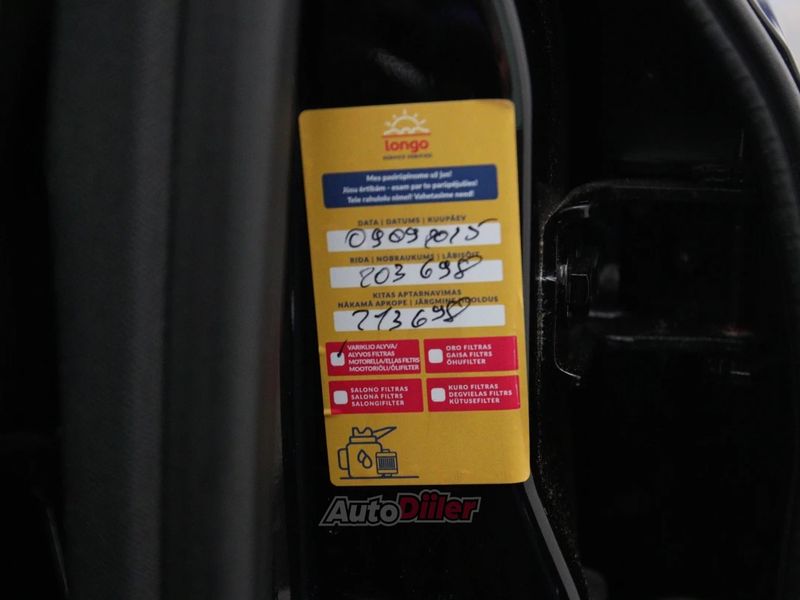 longo
SERVICE VERIFIED
Mes pasirūpinome už jus!
Jūsu ērtībām - esam par to parūpējušies!
Teie rahulolu nimel! Vahetasime need!
DATA | DATUMS | KUUPÄEV
09 09 2025
RIDA | NOBRAUKUMS | LÄBISÕIT
203 698
KITAS APTARNAVIMAS
NĀKAMĀ APKOPE | JÄRGMINE HOOLDUS
213 698
VARIKLIO ALYVA/
ALYVOS FILTRAS
MOTOREĻĻA/EĻĻAS FILTRS
MOOTORIÕLI/ÕLIFILTER
ORO FILTRAS
GAISA FILTRS
ÕHUFILTER
SALONO FILTRAS
SALONA FILTRS
SALONGIFILTER
KURO FILTRAS
DEGVIELAS FILTRS
KÜTUSEFILTER
AutoDiiler